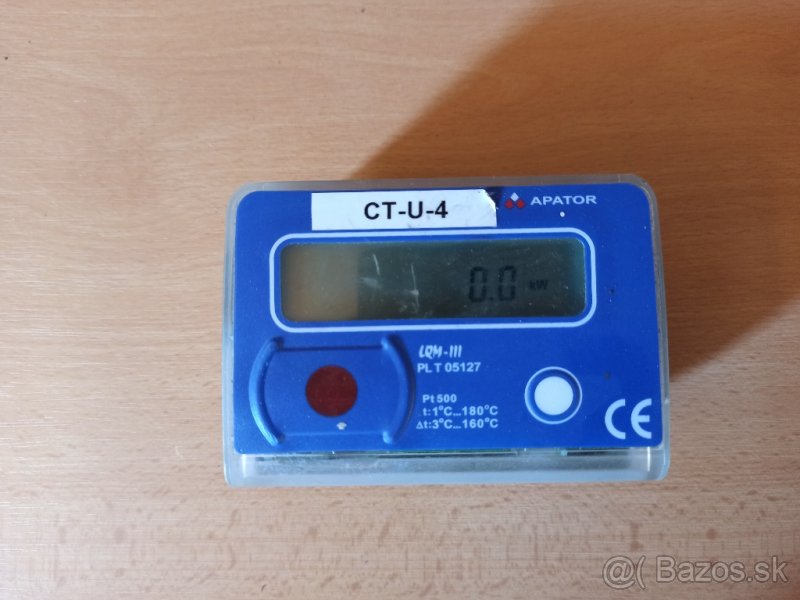 CT-U-4
APATOR
0.0 kW
LQM-III
PL T 05127
Pt500
t:1°C...180°C
Δt:3°C...160°C
CE
@( Bazos.sk